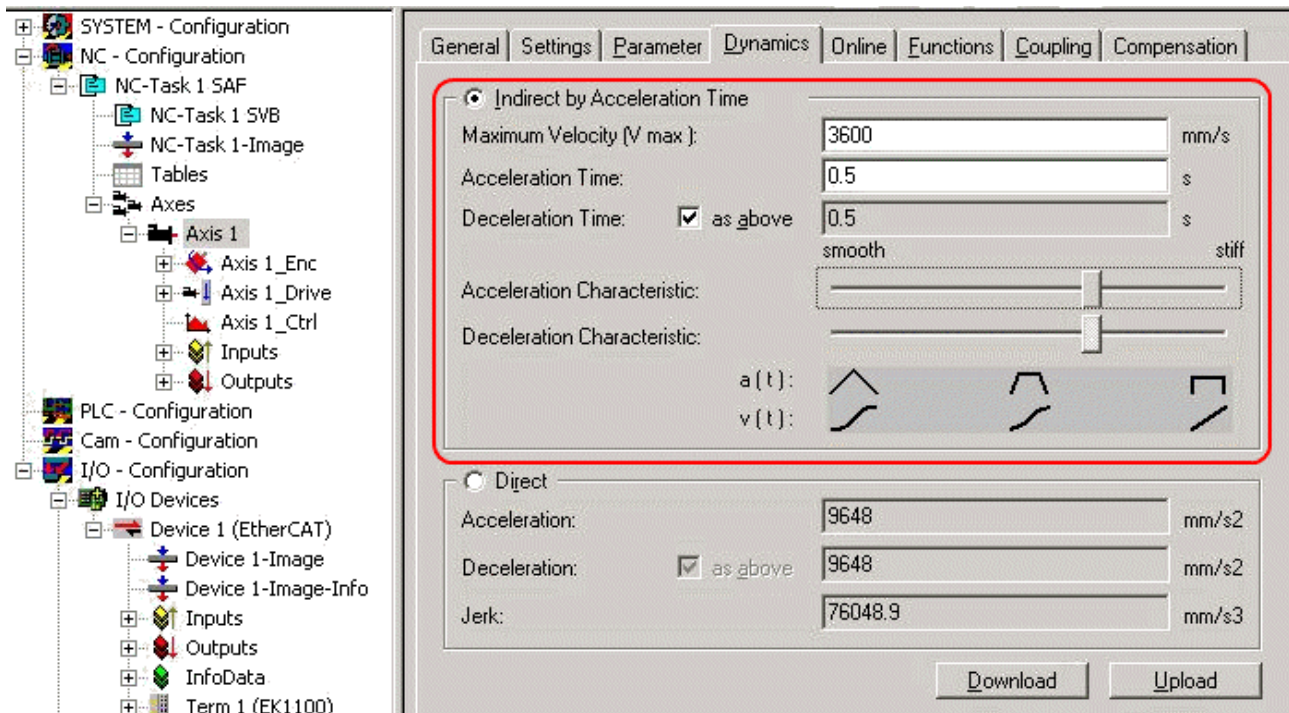 SYSTEM - Configuration
NC - Configuration
NC-Task 1 SAF
NC-Task 1 SVB
NC-Task 1-Image
Tables
Axes
Axis 1
Axis 1_Enc
Axis 1_Drive
Axis 1_Ctrl
Inputs
Outputs
PLC - Configuration
Cam - Configuration
I/O - Configuration
I/O Devices
Device 1 (EtherCAT)
Device 1-Image
Device 1-Image-Info
Inputs
Outputs
InfoData
Term 1 (EK1100)
General Settings Parameter Dynamics Online Functions Coupling Compensation
Indirect by Acceleration Time
Maximum Velocity (V max ): 3600 mm/s
Acceleration Time: 0.5 s
Deceleration Time: as above 0.5 s
smooth stiff
Acceleration Characteristic:
Deceleration Characteristic:
a ( t ):
v ( t ):
Direct
Acceleration: 9648 mm/s2
Deceleration: as above 9648 mm/s2
Jerk: 76048.9 mm/s3
Download Upload